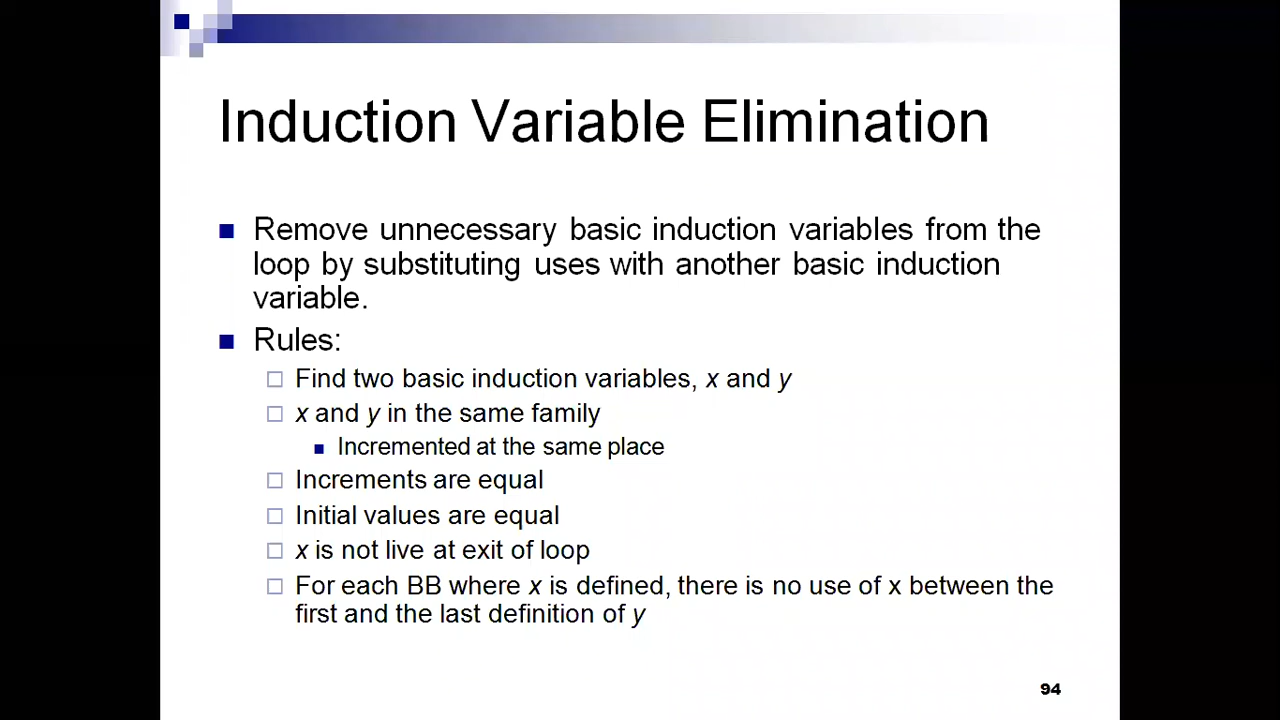 Induction Variable Elimination
Remove unnecessary basic induction variables from the
loop by substituting uses with another basic induction
variable.
Rules:
Find two basic induction variables, x and y
x and y in the same family
Incremented at the same place
Increments are equal
Initial values are equal
x is not live at exit of loop
For each BB where x is defined, there is no use of x between the
first and the last definition of y
94